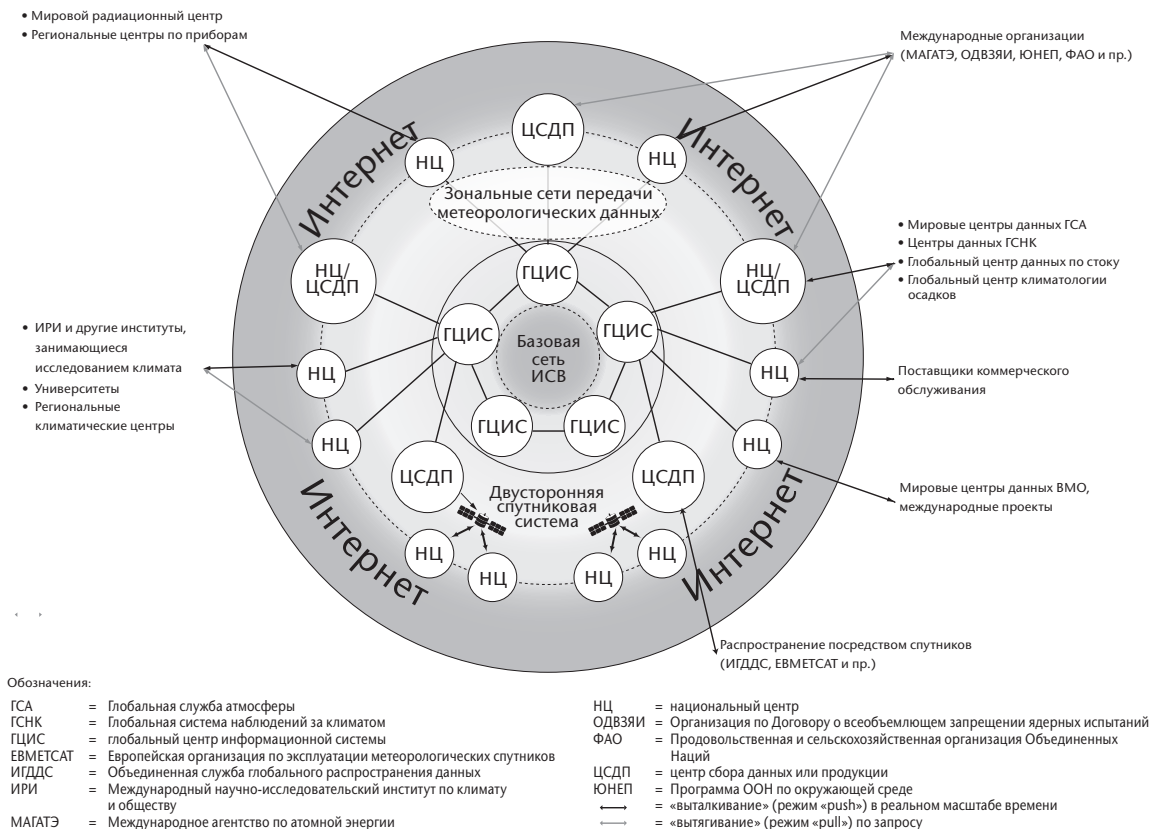 • Мировой радиационный центр
• Региональные центры по приборам
Международные организации
(МАГАТЭ, ОДВЗЯИ, ЮНЕП, ФАО и пр.)
Интернет
Интернет
ЦСДП
НЦ
НЦ
Зональные сети передачи
метеорологических данных
• Мировые центры данных ГСА
• Центры данных ГСНК
• Глобальный центр данных по стоку
• Глобальный центр климатологии
осадков
НЦ/
ЦСДП
ГЦИС
НЦ/
ЦСДП
ГЦИС
ГЦИС
Базовая
сеть
ИСВ
• ИРИ и другие институты,
занимающиеся
исследованием климата
• Университеты
• Региональные
климатические центры
НЦ
НЦ
Поставщики коммерческого
обслуживания
ГЦИС
ГЦИС
НЦ
НЦ
ЦСДП
ЦСДП
Двусторонняя
спутниковая
система
Мировые центры данных ВМО,
международные проекты
Интернет
Интернет
НЦ
НЦ
НЦ
НЦ
Распространение посредством спутников
(ИГДДС, ЕВМЕТСАТ и пр.)
Обозначения:
ГСА = Глобальная служба атмосферы
ГСНК = Глобальная система наблюдений за климатом
ГЦИС = глобальный центр информационной системы
ЕВМЕТСАТ = Европейская организация по эксплуатации метеорологических спутников
ИГДДС = Объединенная служба глобального распространения данных
ИРИ = Международный научно-исследовательский институт по климату
и обществу
МАГАТЭ = Международное агентство по атомной энергии
НЦ = национальный центр
ОДВЗЯИ = Организация по Договору о всеобъемлющем запрещении ядерных испытаний
ФАО = Продовольственная и сельскохозяйственная организация Объединенных
Наций
ЦСДП = центр сбора данных или продукции
ЮНЕП = Программа ООН по окружающей среде
= «выталкивание» (режим «push») в реальном масштабе времени
= «вытягивание» (режим «pull») по запросу